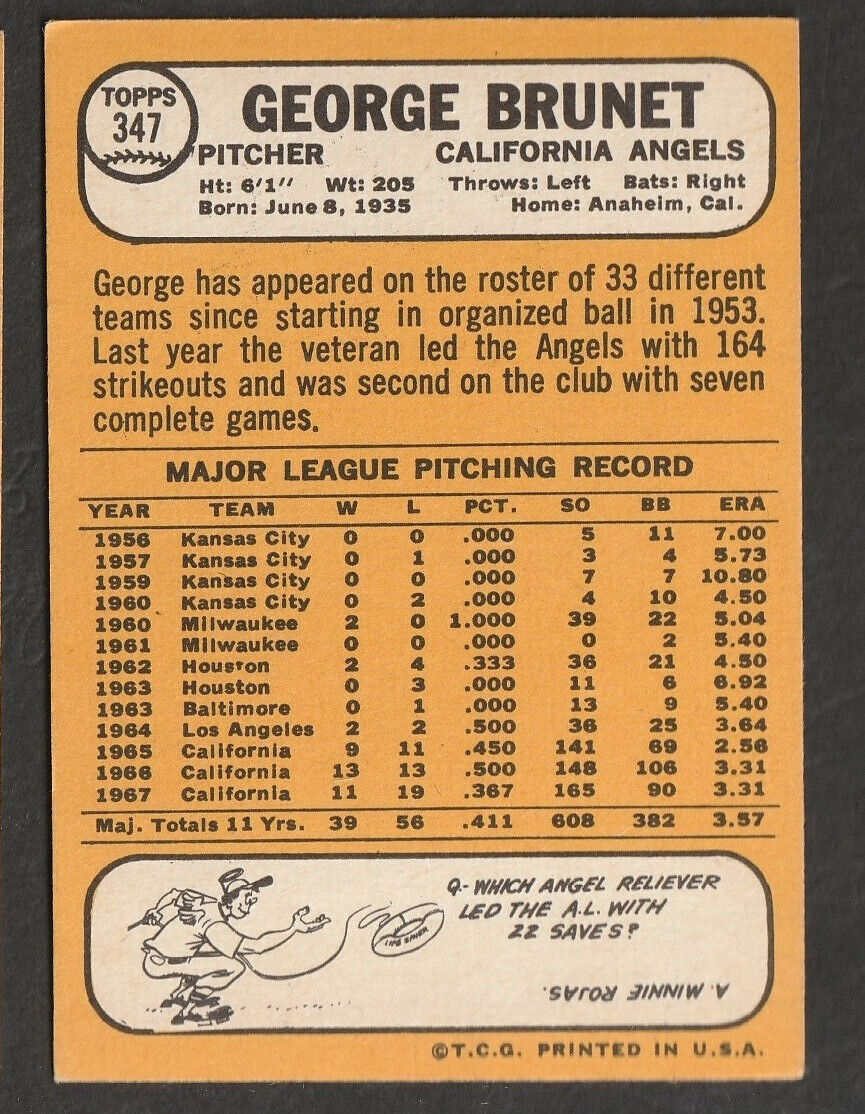 TOPPS
347
GEORGE BRUNET
PITCHER CALIFORNIA ANGELS
Ht: 6'1'' Wt: 205 Throws: Left Bats: Right
Born: June 8, 1935 Home: Anaheim, Cal.
George has appeared on the roster of 33 different
teams since starting in organized ball in 1953.
Last year the veteran led the Angels with 164
strikeouts and was second on the club with seven
complete games.
MAJOR LEAGUE PITCHING RECORD
YEAR TEAM W L PCT. SO BB ERA
1956 Kansas City 0 0 .000 5 11 7.00
1957 Kansas City 0 1 .000 3 4 5.73
1959 Kansas City 0 0 .000 7 7 10.80
1960 Kansas City 0 2 .000 4 10 4.50
1960 Milwaukee 2 0 1.000 39 22 5.04
1961 Milwaukee 0 0 .000 0 2 5.40
1962 Houston 2 4 .333 36 21 4.50
1963 Houston 0 3 .000 11 6 6.92
1963 Baltimore 0 1 .000 13 9 5.40
1964 Los Angeles 2 2 .500 36 25 3.64
1965 California 9 11 .450 141 69 2.56
1966 California 13 13 .500 148 106 3.31
1967 California 11 19 .367 165 90 3.31
Maj. Totals 11 Yrs. 39 56 .411 608 382 3.57
Q- WHICH ANGEL RELIEVER
LED THE A.L. WITH
22 SAVES?
LIFE SAVER
A. MINNIE ROJAS.
©T.C.G. PRINTED IN U.S.A.